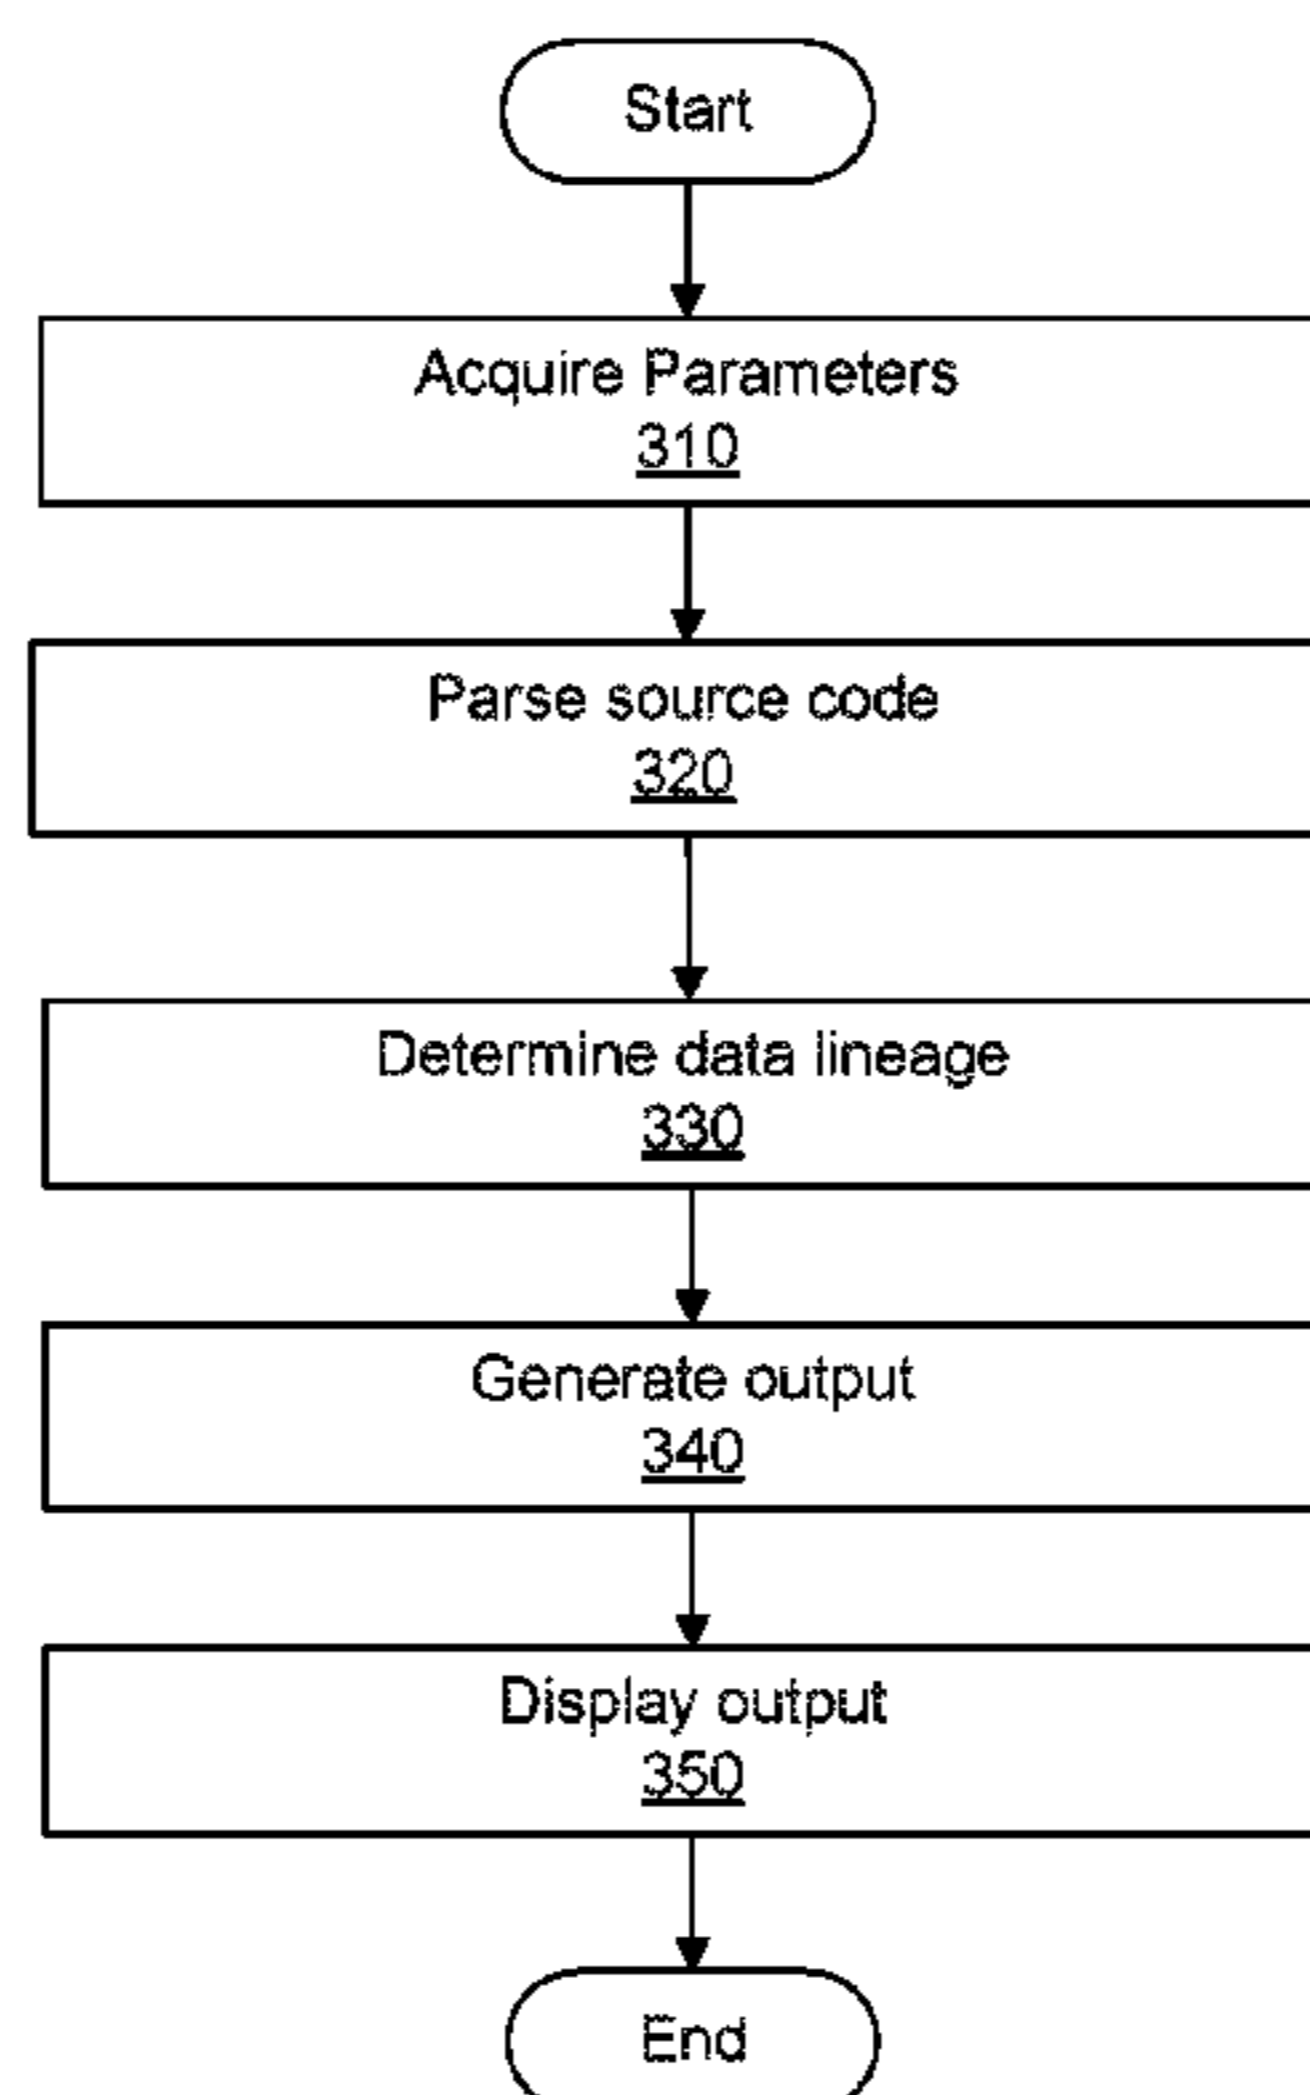 Start
Acquire Parameters
310
Parse source code
320
Determine data lineage
330
Generate output
340
Display output
350
End